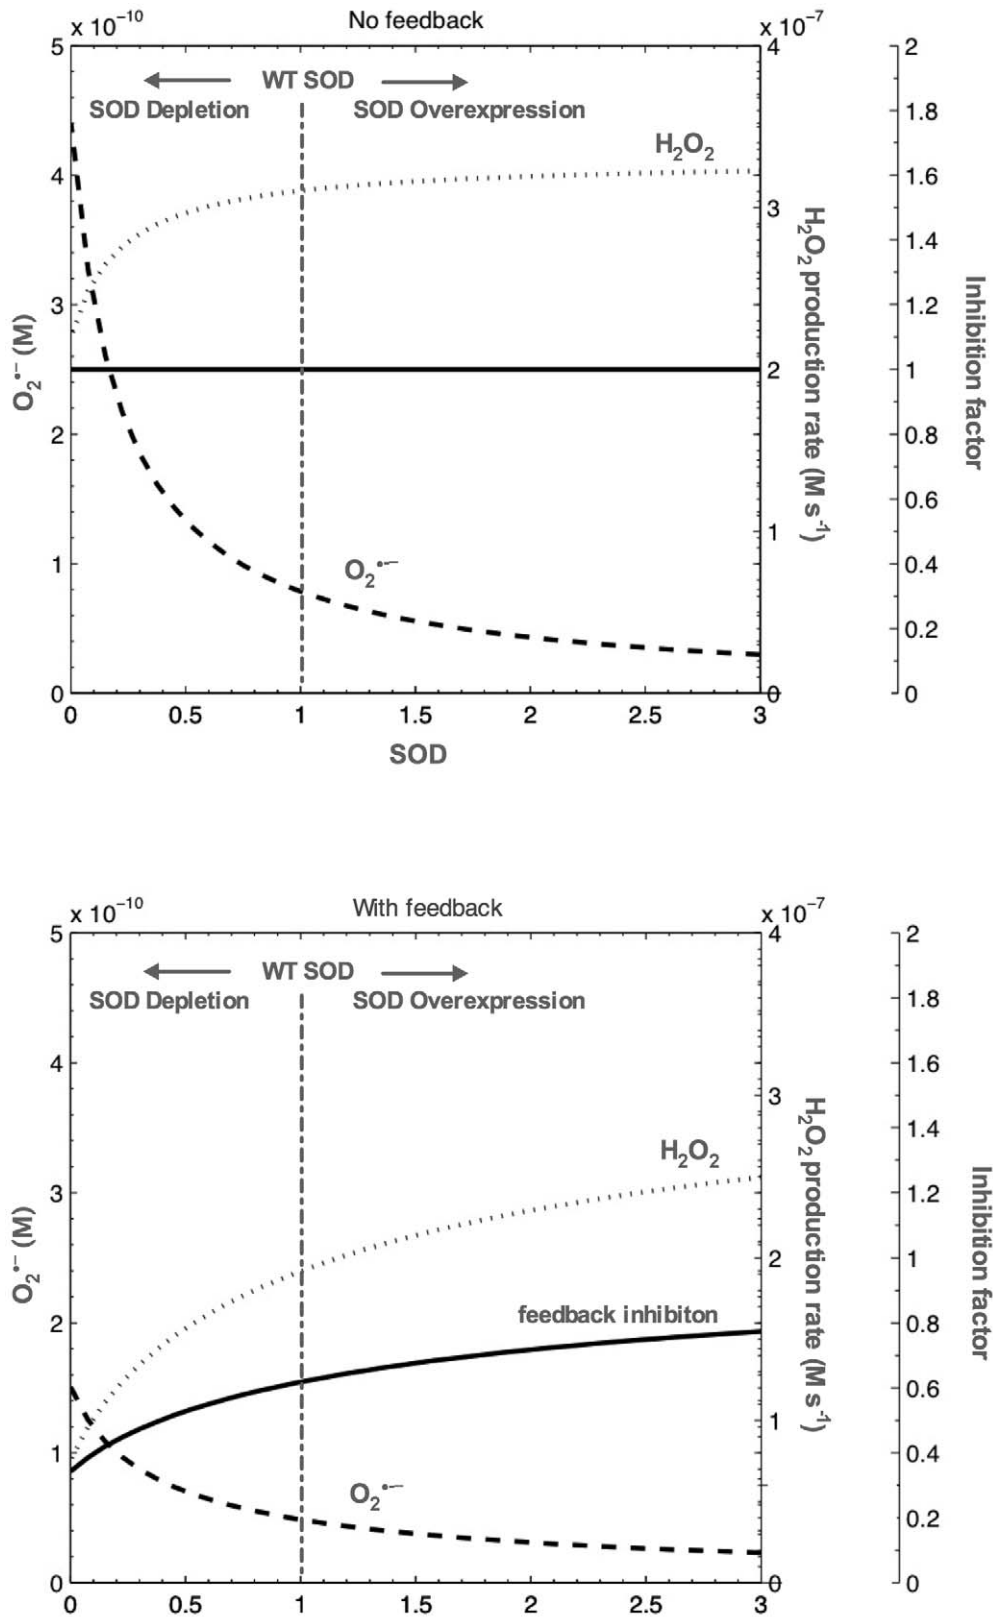 x 10⁻¹⁰ No feedback x 10⁻⁷
5 4 2
WT SOD
SOD Depletion SOD Overexpression
1.8
H₂O₂
4 1.6
3
1.4
3 1.2
O₂•− (M)
H₂O₂ production rate (M s⁻¹)
Inhibition factor
2 1
2 0.8
0.6
1
1 0.4
O₂•−
0.2
0 0 0
0 0.5 1 1.5 2 2.5 3
SOD
x 10⁻¹⁰ With feedback x 10⁻⁷
5 4 2
WT SOD
SOD Depletion SOD Overexpression
1.8
4 1.6
3
1.4
H₂O₂
3 1.2
O₂•− (M)
H₂O₂ production rate (M s⁻¹)
Inhibition factor
2 1
feedback inhibiton
2 0.8
0.6
1
1 0.4
O₂•−
0.2
0 0 0
0 0.5 1 1.5 2 2.5 3